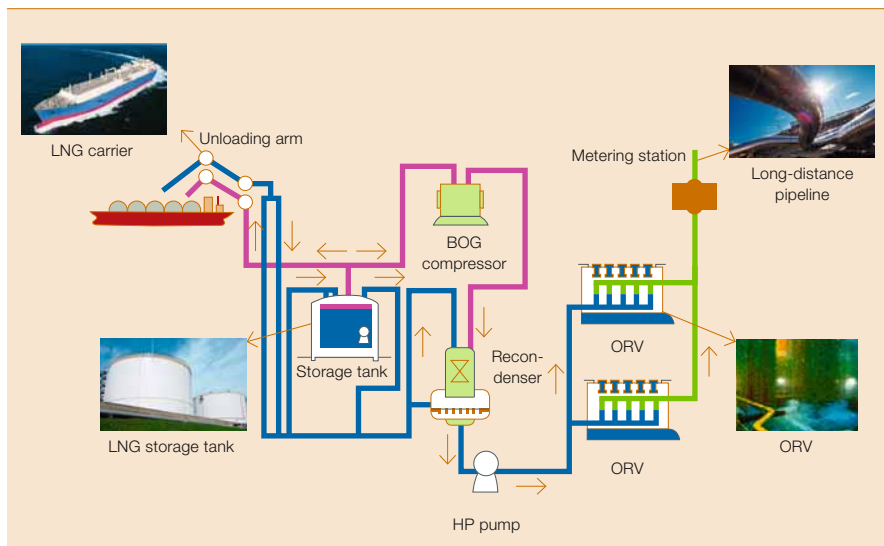 LNG carrier
Unloading arm
Metering station
Long-distance
pipeline
BOG
compressor
Storage tank
Recon-
denser
ORV
LNG storage tank
ORV
ORV
HP pump